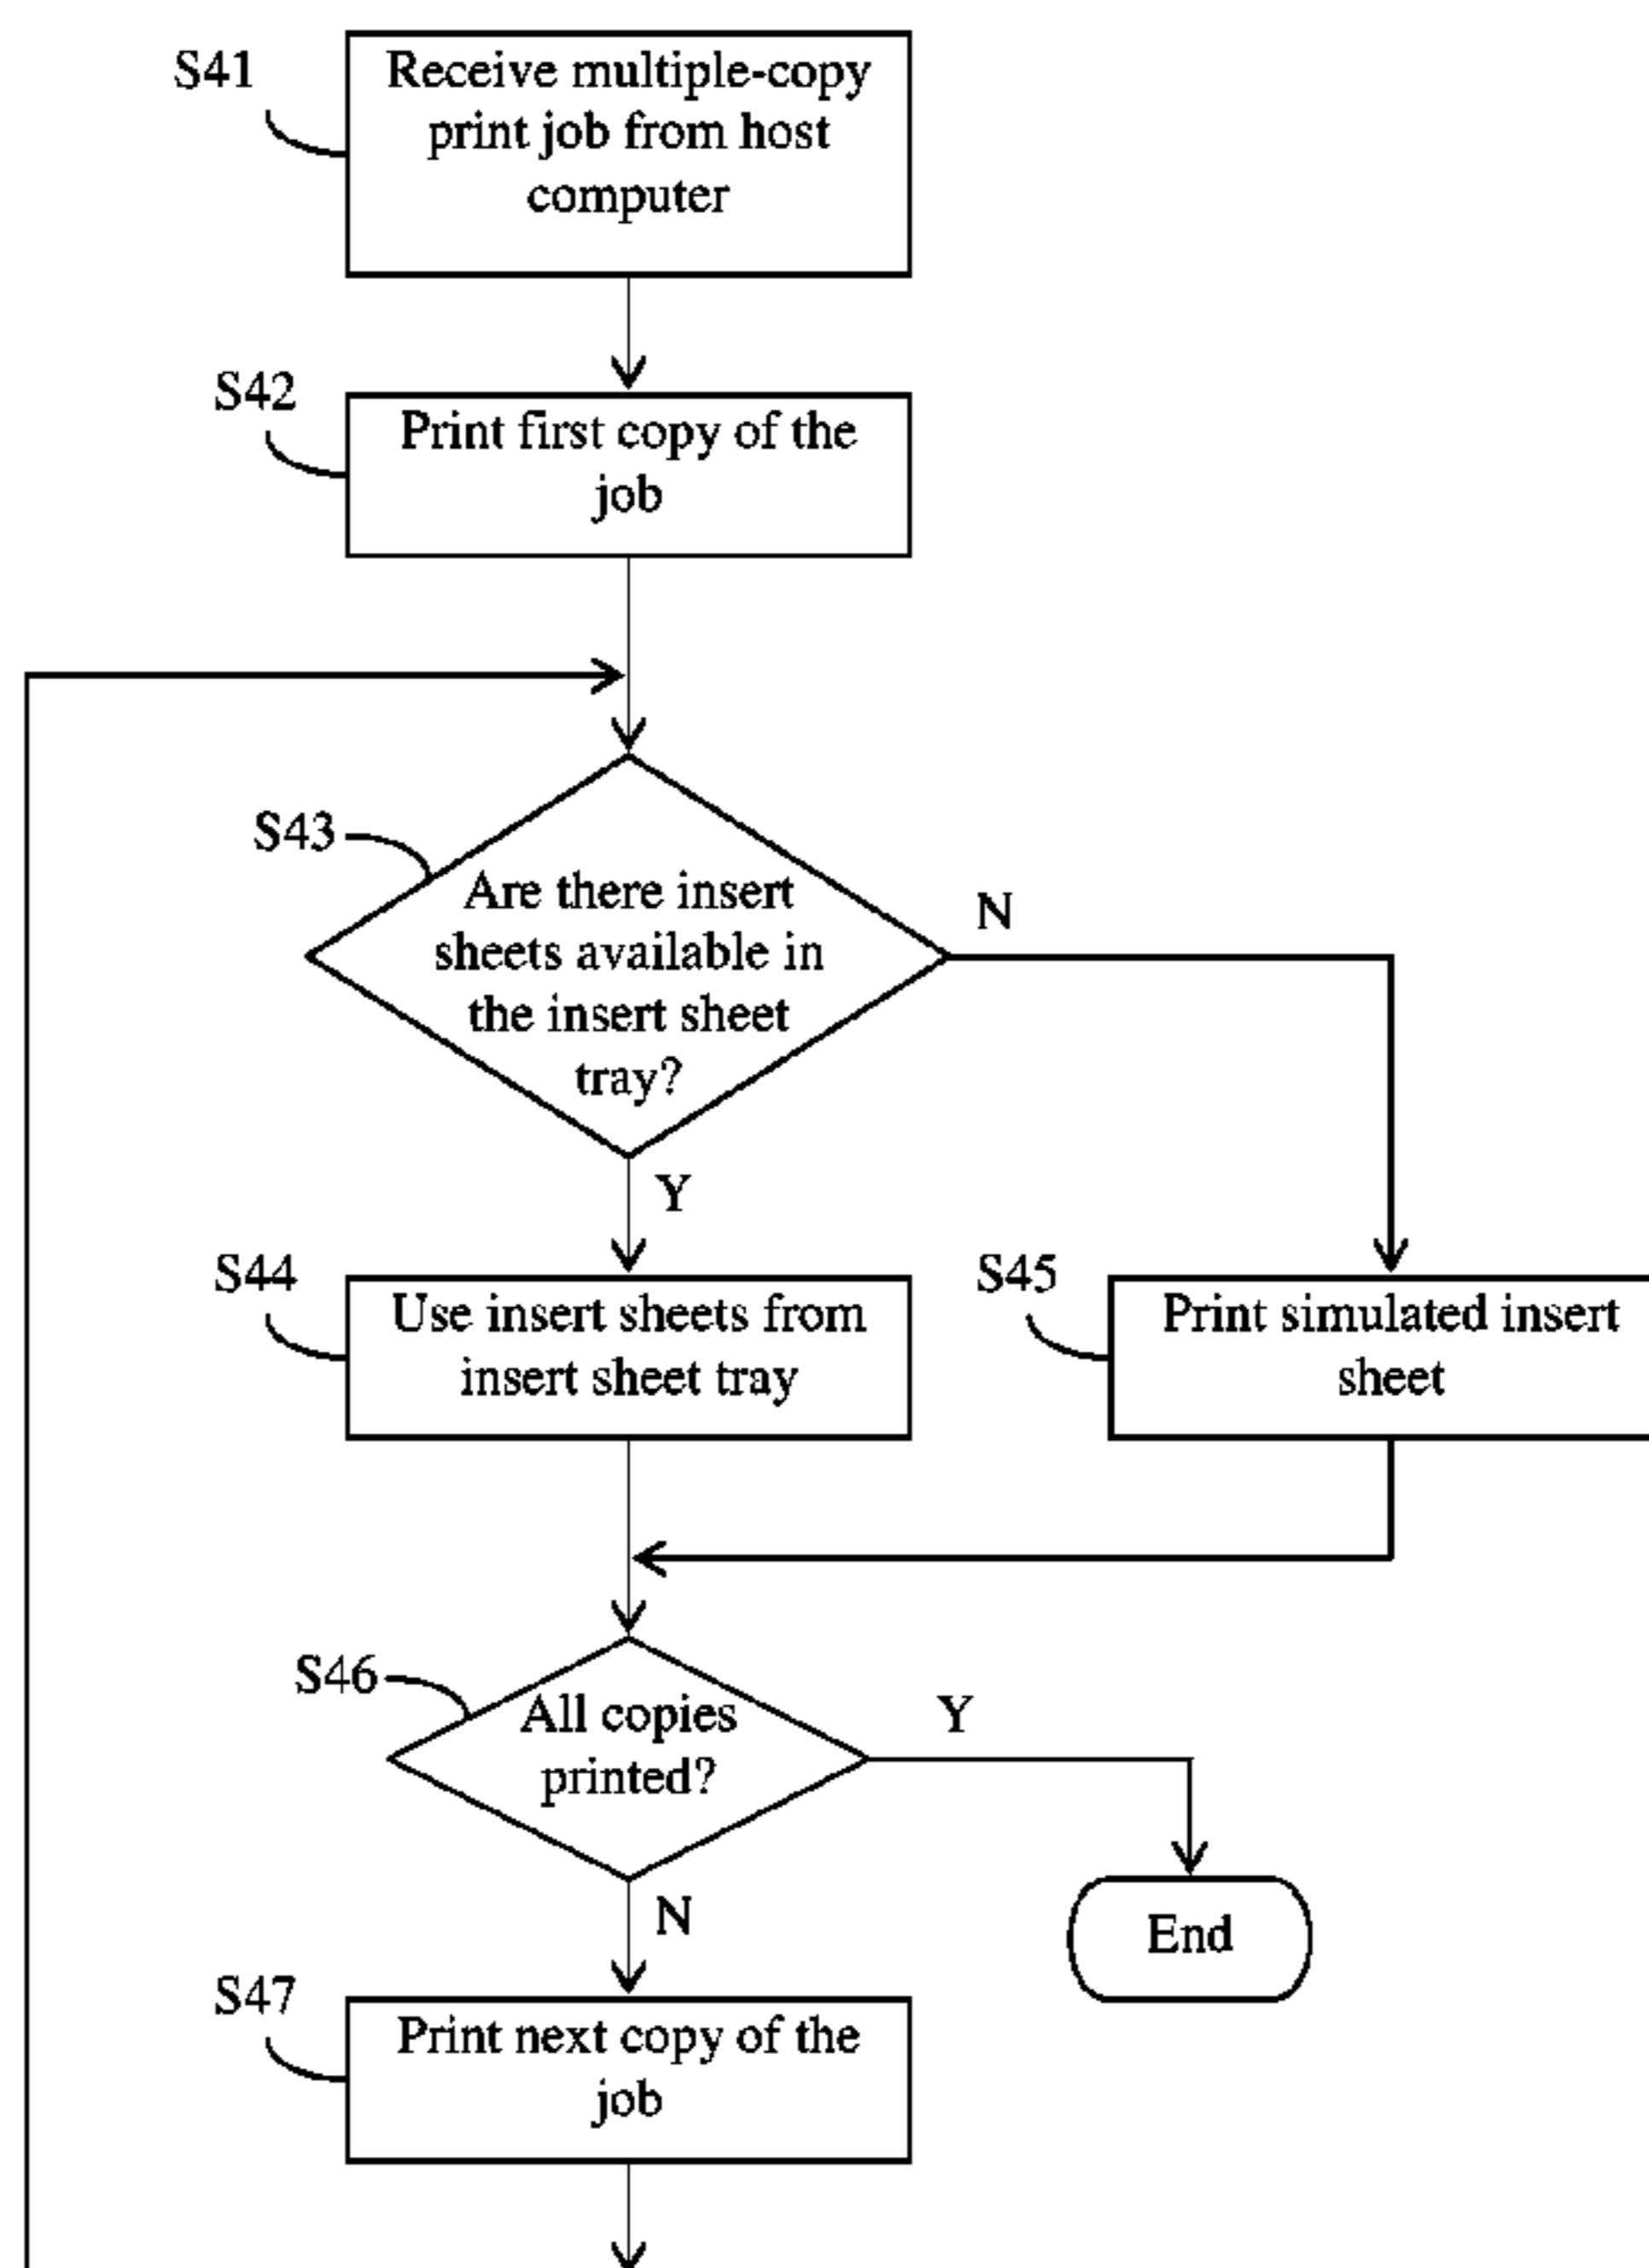 S41
Receive multiple-copy
print job from host
computer
S42
Print first copy of the
job
S43
Are there insert
sheets available in
the insert sheet
tray?
N
Y
S44
Use insert sheets from
insert sheet tray
S45
Print simulated insert
sheet
S46
All copies
printed?
Y
N
End
S47
Print next copy of the
job